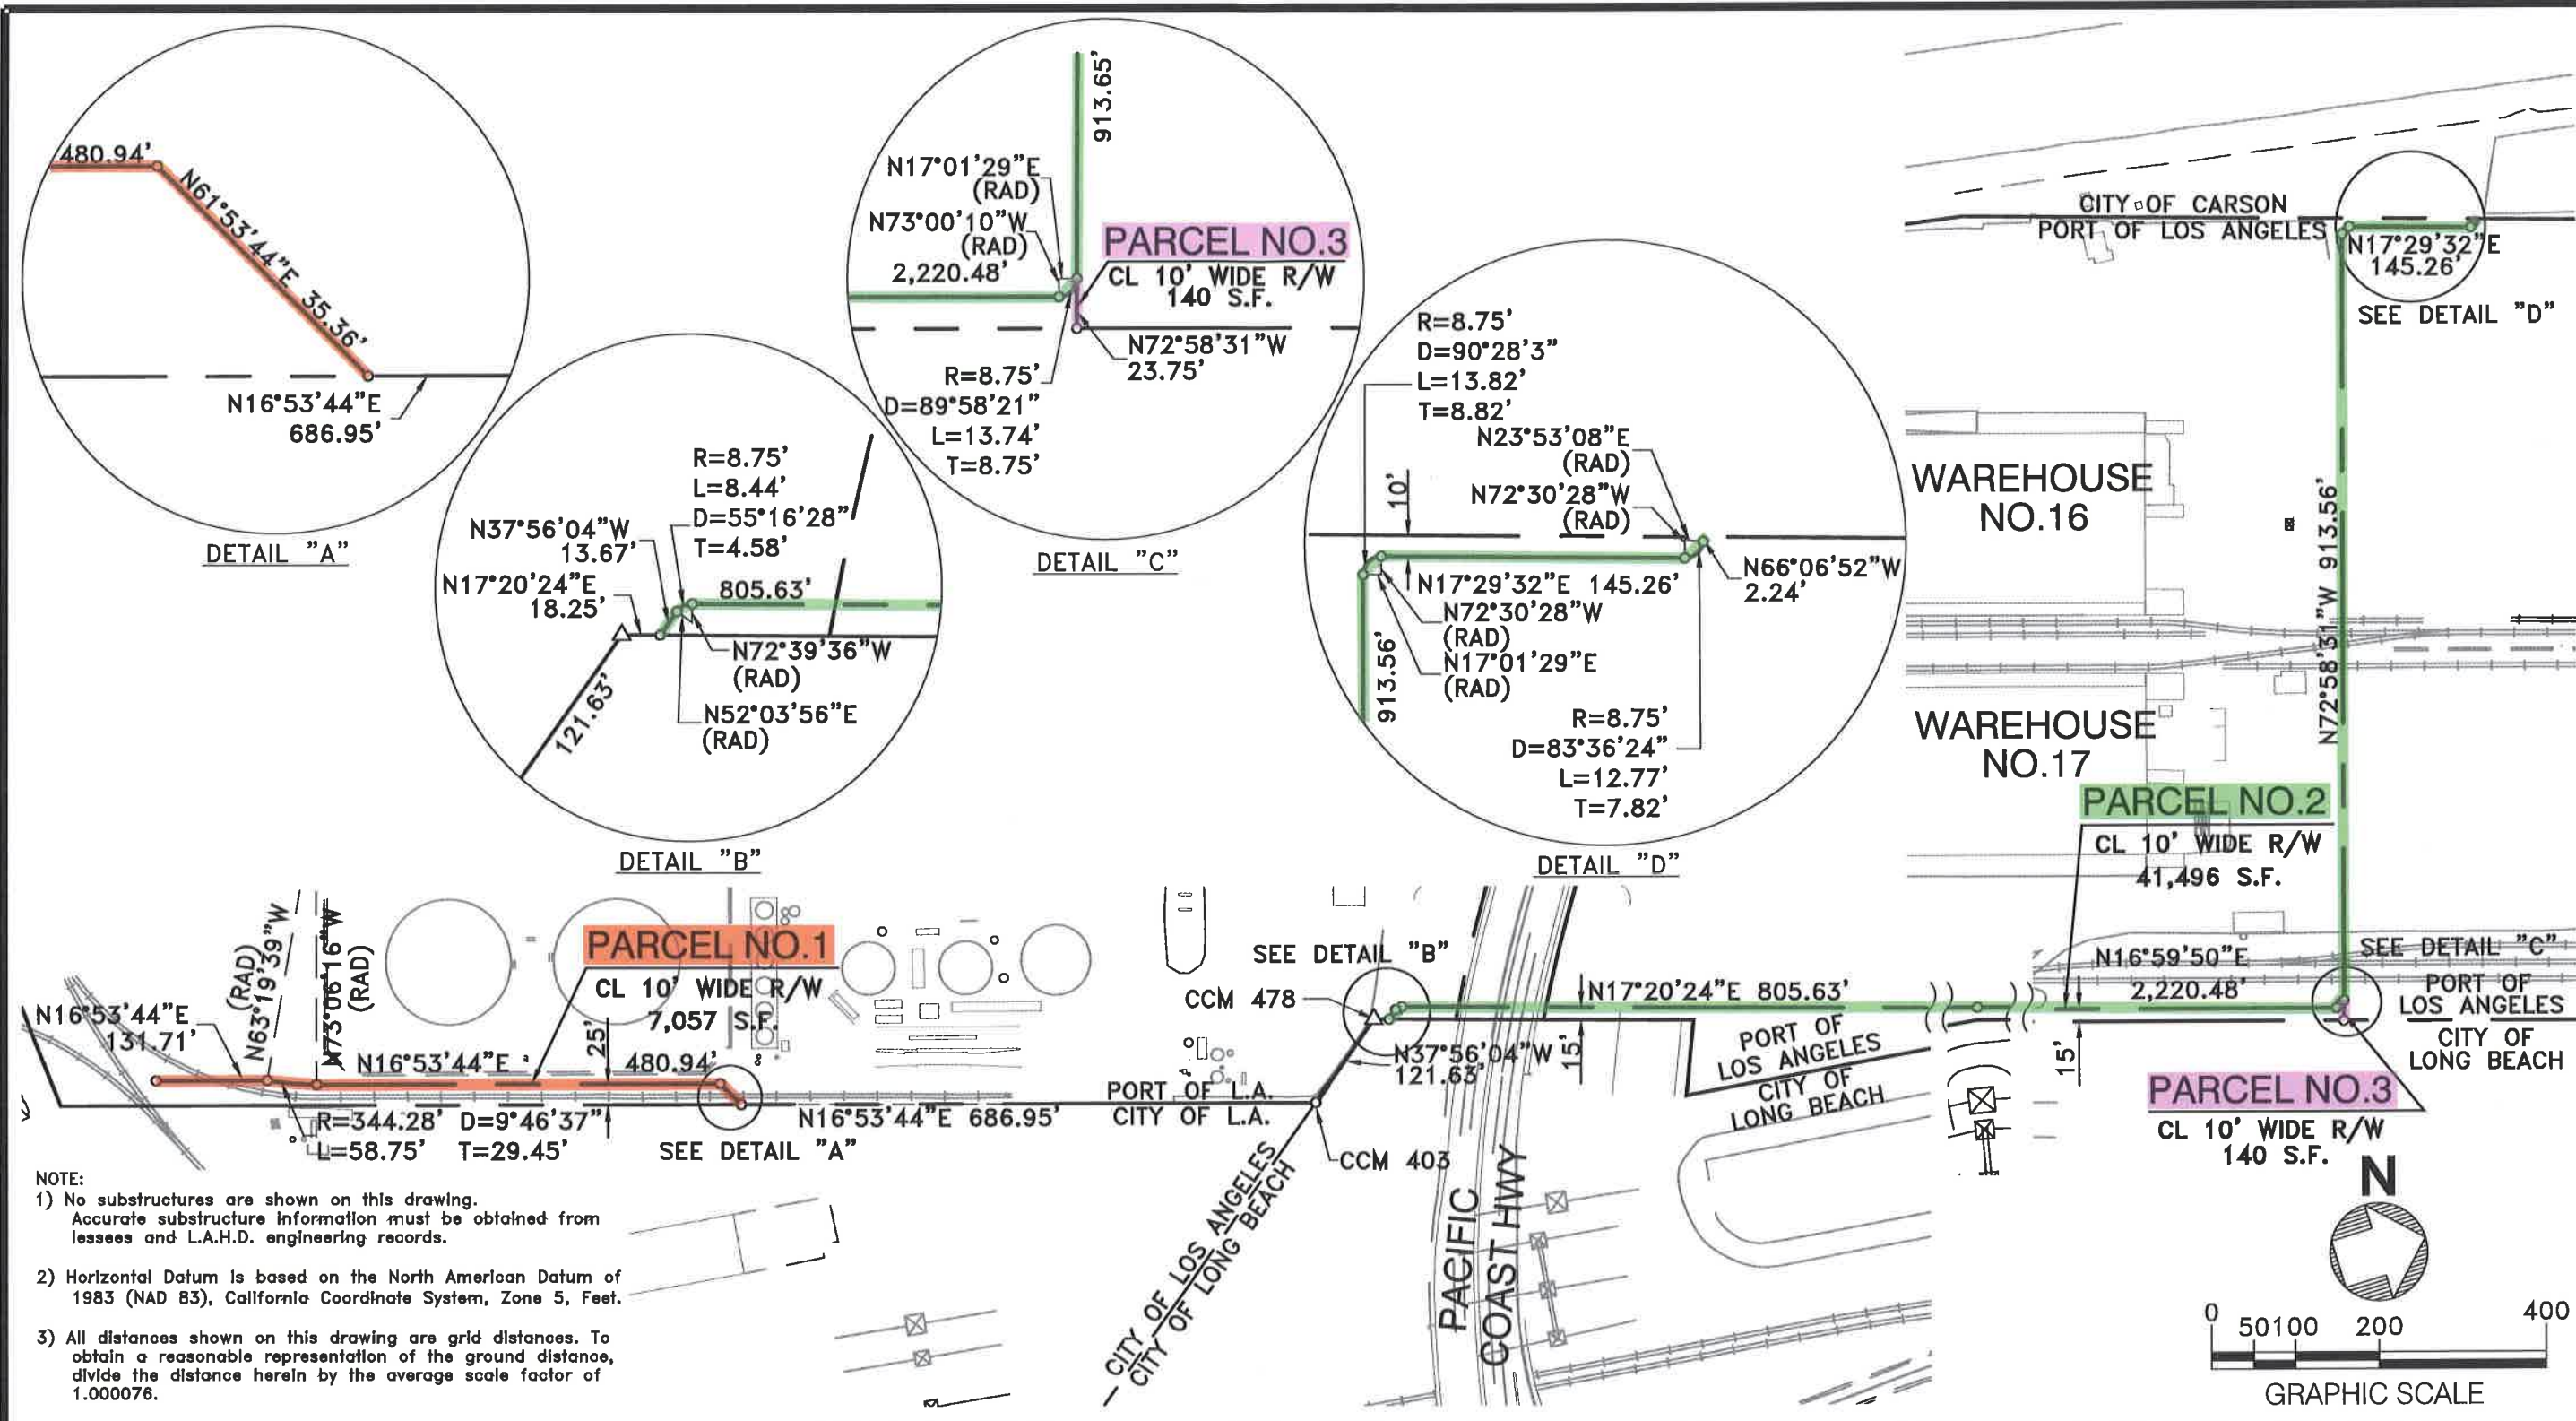 480.94'
N61°53'44"E 35.36'
N16°53'44"E
686.95'
DETAIL "A"
R=8.75'
L=8.44'
D=55°16'28"
T=4.58'
N37°56'04"W
13.67'
N17°20'24"E
18.25'
805.63'
N72°39'36"W
(RAD)
N52°03'56"E
(RAD)
121.63'
DETAIL "B"
913.65'
N17°01'29"E
(RAD)
N73°00'10"W
(RAD)
2,220.48'
PARCEL NO.3
CL 10' WIDE R/W
140 S.F.
N72°58'31"W
23.75'
R=8.75'
D=89°58'21"
L=13.74'
T=8.75'
DETAIL "C"
R=8.75'
D=90°28'3"
L=13.82'
T=8.82'
N23°53'08"E
(RAD)
10'
N72°30'28"W
(RAD)
N66°06'52"W
2.24'
N17°29'32"E 145.26'
N72°30'28"W
(RAD)
N17°01'29"E
(RAD)
913.56'
R=8.75'
D=83°36'24"
L=12.77'
T=7.82'
DETAIL "D"
CITY OF CARSON
PORT OF LOS ANGELES
N17°29'32"E
145.26'
SEE DETAIL "D"
WAREHOUSE
NO.16
N72°58'31"W 913.56'
WAREHOUSE
NO.17
PARCEL NO.2
CL 10' WIDE R/W
41,496 S.F.
N16°59'50"E
SEE DETAIL "C"
2,220.48'
PORT OF
LOS ANGELES
CITY OF
LONG BEACH
15'
PARCEL NO.3
CL 10' WIDE R/W
140 S.F.
N16°53'44"E
131.71'
N63°19'39"W
(RAD)
N73°06'16"W
(RAD)
PARCEL NO.1
CL 10' WIDE R/W
7,057 S.F.
N16°53'44"E
25'
480.94'
R=344.28' D=9°46'37"
L=58.75' T=29.45'
SEE DETAIL "A"
N16°53'44"E 686.95'
PORT OF L.A.
CITY OF L.A.
SEE DETAIL "B"
CCM 478
N17°20'24"E 805.63'
N37°56'04"W
121.63'
15'
PORT OF
LOS ANGELES
CITY OF
LONG BEACH
CCM 403
CITY OF LOS ANGELES
CITY OF LONG BEACH
PACIFIC
COAST HWY
NOTE:
1) No substructures are shown on this drawing.
Accurate substructure information must be obtained from
lessees and L.A.H.D. engineering records.
2) Horizontal Datum is based on the North American Datum of
1983 (NAD 83), California Coordinate System, Zone 5, Feet.
3) All distances shown on this drawing are grid distances. To
obtain a reasonable representation of the ground distance,
divide the distance herein by the average scale factor of
1.000076.
N
0 50 100 200 400
GRAPHIC SCALE